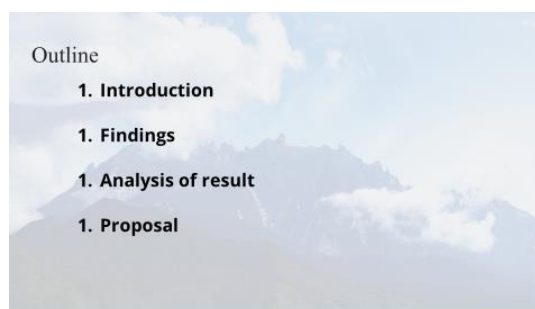 Outline
1. Introduction
1. Findings
1. Analysis of result
1. Proposal